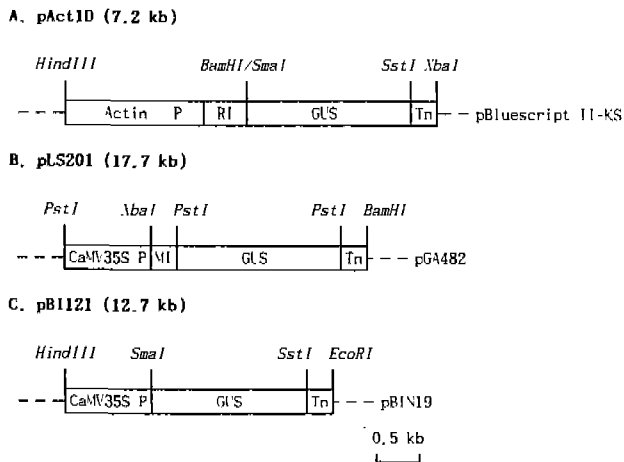 A. pAct1D (7.2 kb)
HindIII BamHI/SmaI SstI XbaI
Actin P RI GUS Tn pBluescript II-KS
B. pLS201 (17.7 kb)
PstI XbaI PstI PstI BamHI
CaMV35S P MI GUS Tn pGA482
C. pBI121 (12.7 kb)
HindIII SmaI SstI EcoRI
CaMV35S P GUS Tn pBIN19
0.5 kb